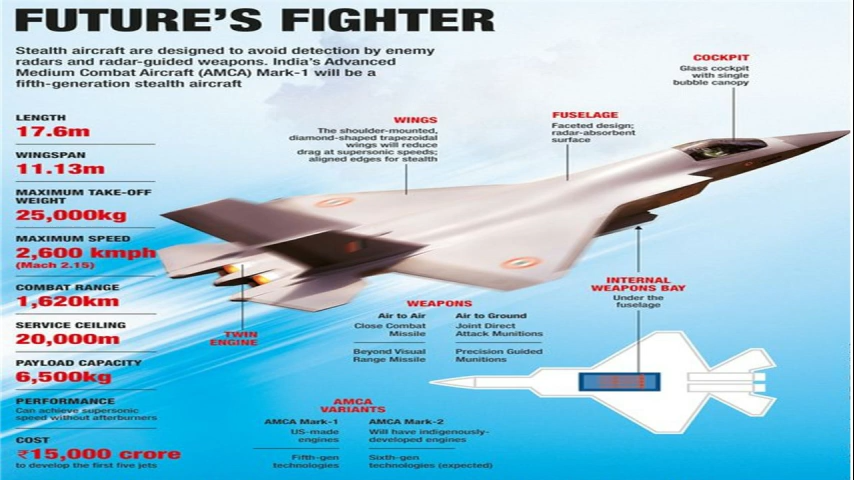 FUTURE'S FIGHTER
Stealth aircraft are designed to avoid detection by enemy
radars and radar-guided weapons. India's Advanced
Medium Combat Aircraft (AMCA) Mark-1 will be a
fifth-generation stealth aircraft
LENGTH
17.6m
WINGSPAN
11.13m
MAXIMUM TAKE-OFF
WEIGHT
25,000kg
MAXIMUM SPEED
2,600 kmph
(Mach 2.15)
COMBAT RANGE
1,620km
SERVICE CEILING
20,000m
PAYLOAD CAPACITY
6,500kg
PERFORMANCE
Can achieve supersonic
speed without afterburners
COST
₹15,000 crore
to develop the first five jets
WINGS
The shoulder-mounted,
diamond-shaped trapezoidal
wings will reduce
drag at supersonic speeds;
aligned edges for stealth
FUSELAGE
Faceted design;
radar-absorbent
surface
COCKPIT
Glass cockpit
with single
bubble canopy
TWIN
ENGINE
INTERNAL
WEAPONS BAY
Under the
fuselage
WEAPONS
Air to Air
Close Combat
Missile
Beyond Visual
Range Missile
Air to Ground
Joint Direct
Attack Munitions
Precision Guided
Munitions
AMCA
VARIANTS
AMCA Mark-1
US-made
engines
Fifth-gen
technologies
AMCA Mark-2
Will have indigenously-
developed engines
Sixth-gen
technologies (expected)